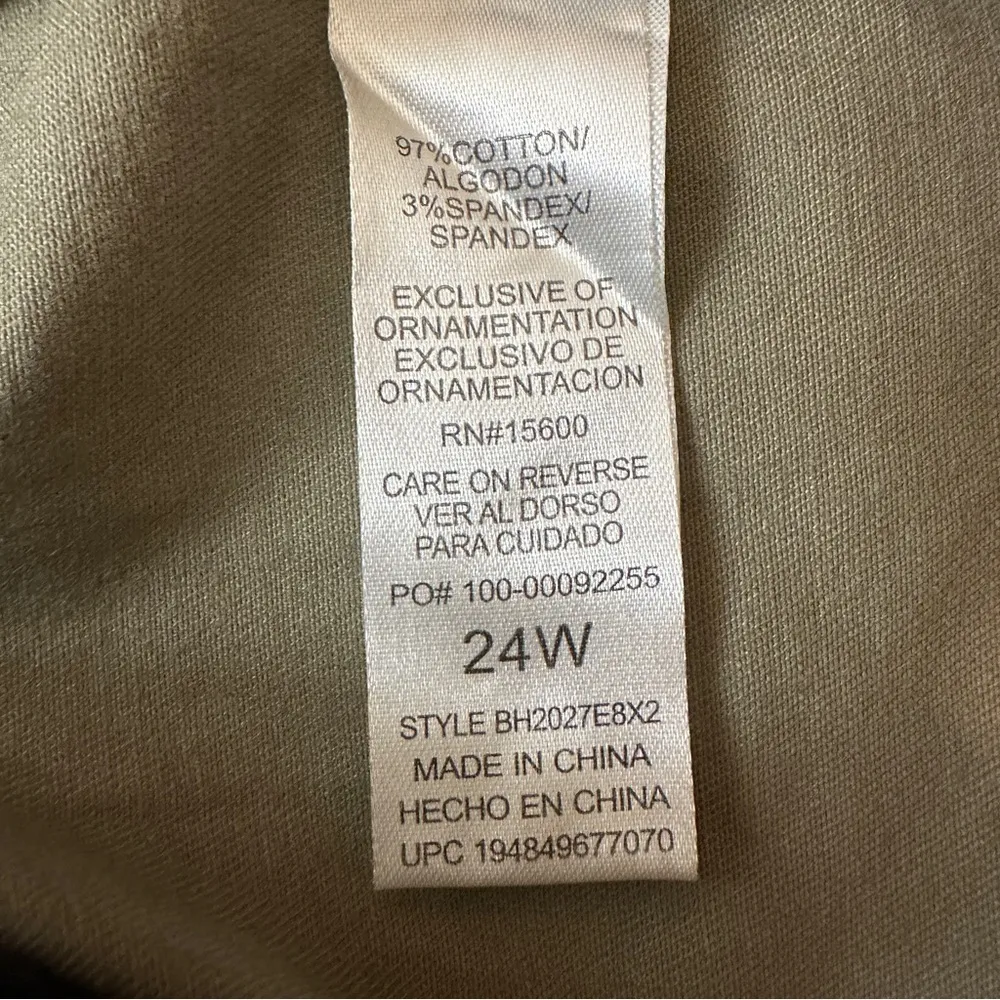 97%COTTON/
ALGODON
3%SPANDEX/
SPANDEX
EXCLUSIVE OF
ORNAMENTATION
EXCLUSIVO DE
ORNAMENTACION
RN#15600
CARE ON REVERSE
VER AL DORSO
PARA CUIDADO
PO# 100-00092255
24W
STYLE BH2027E8X2
MADE IN CHINA
HECHO EN CHINA
UPC 194849677070